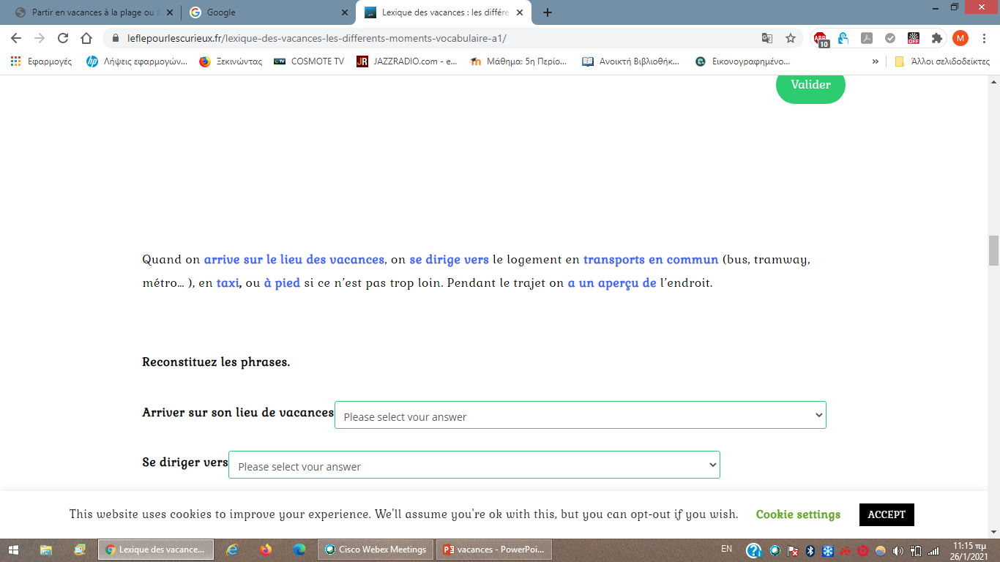 Partir en vacances à la plage ou à
Google
Lexique des vacances : les différe
leflepourlescurieux.fr/lexique-des-vacances-les-differents-moments-vocabulaire-a1/
ABP
10
OFF
M
Εφαρμογές
hp
Λήψεις εφαρμογών...
Ξεκινώντας
TV
COSMOTE TV
JR
JAZZRADIO.com - e...
Μάθημα: 5η Περίο...
Ανοικτή Βιβλιοθήκ...
Εικονογραφημένο...
»
Άλλοι σελιδοδείκτες
Valider
Quand on arrive sur le lieu des vacances, on se dirige vers le logement en transports en commun (bus, tramway,
métro… ), en taxi, ou à pied si ce n’est pas trop loin. Pendant le trajet on a un aperçu de l’endroit.
Reconstituez les phrases.
Arriver sur son lieu de vacances Please select your answer
Se diriger vers Please select your answer
This website uses cookies to improve your experience. We'll assume you're ok with this, but you can opt-out if you wish. Cookie settings ACCEPT
Lexique des vacance...
Cisco Webex Meetings
vacances - PowerPoi...
EN
11:15 πμ
26/1/2021